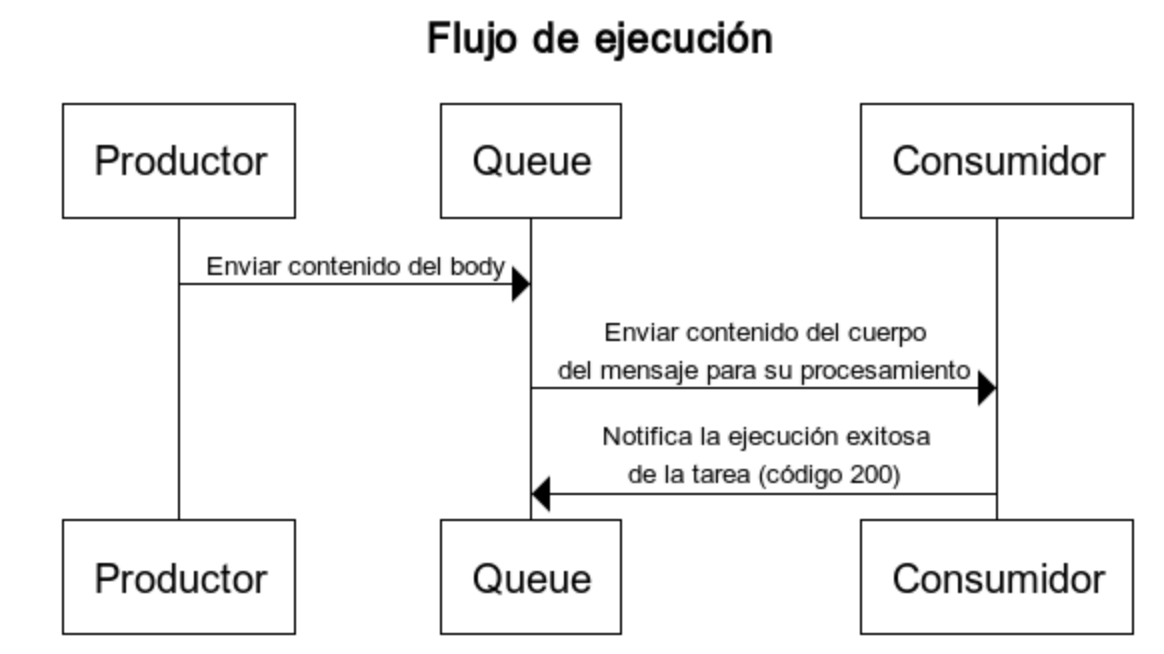 Flujo de ejecución
Productor
Queue
Consumidor
Enviar contenido del body
Enviar contenido del cuerpo
del mensaje para su procesamiento
Notifica la ejecución exitosa
de la tarea (código 200)
Productor
Queue
Consumidor